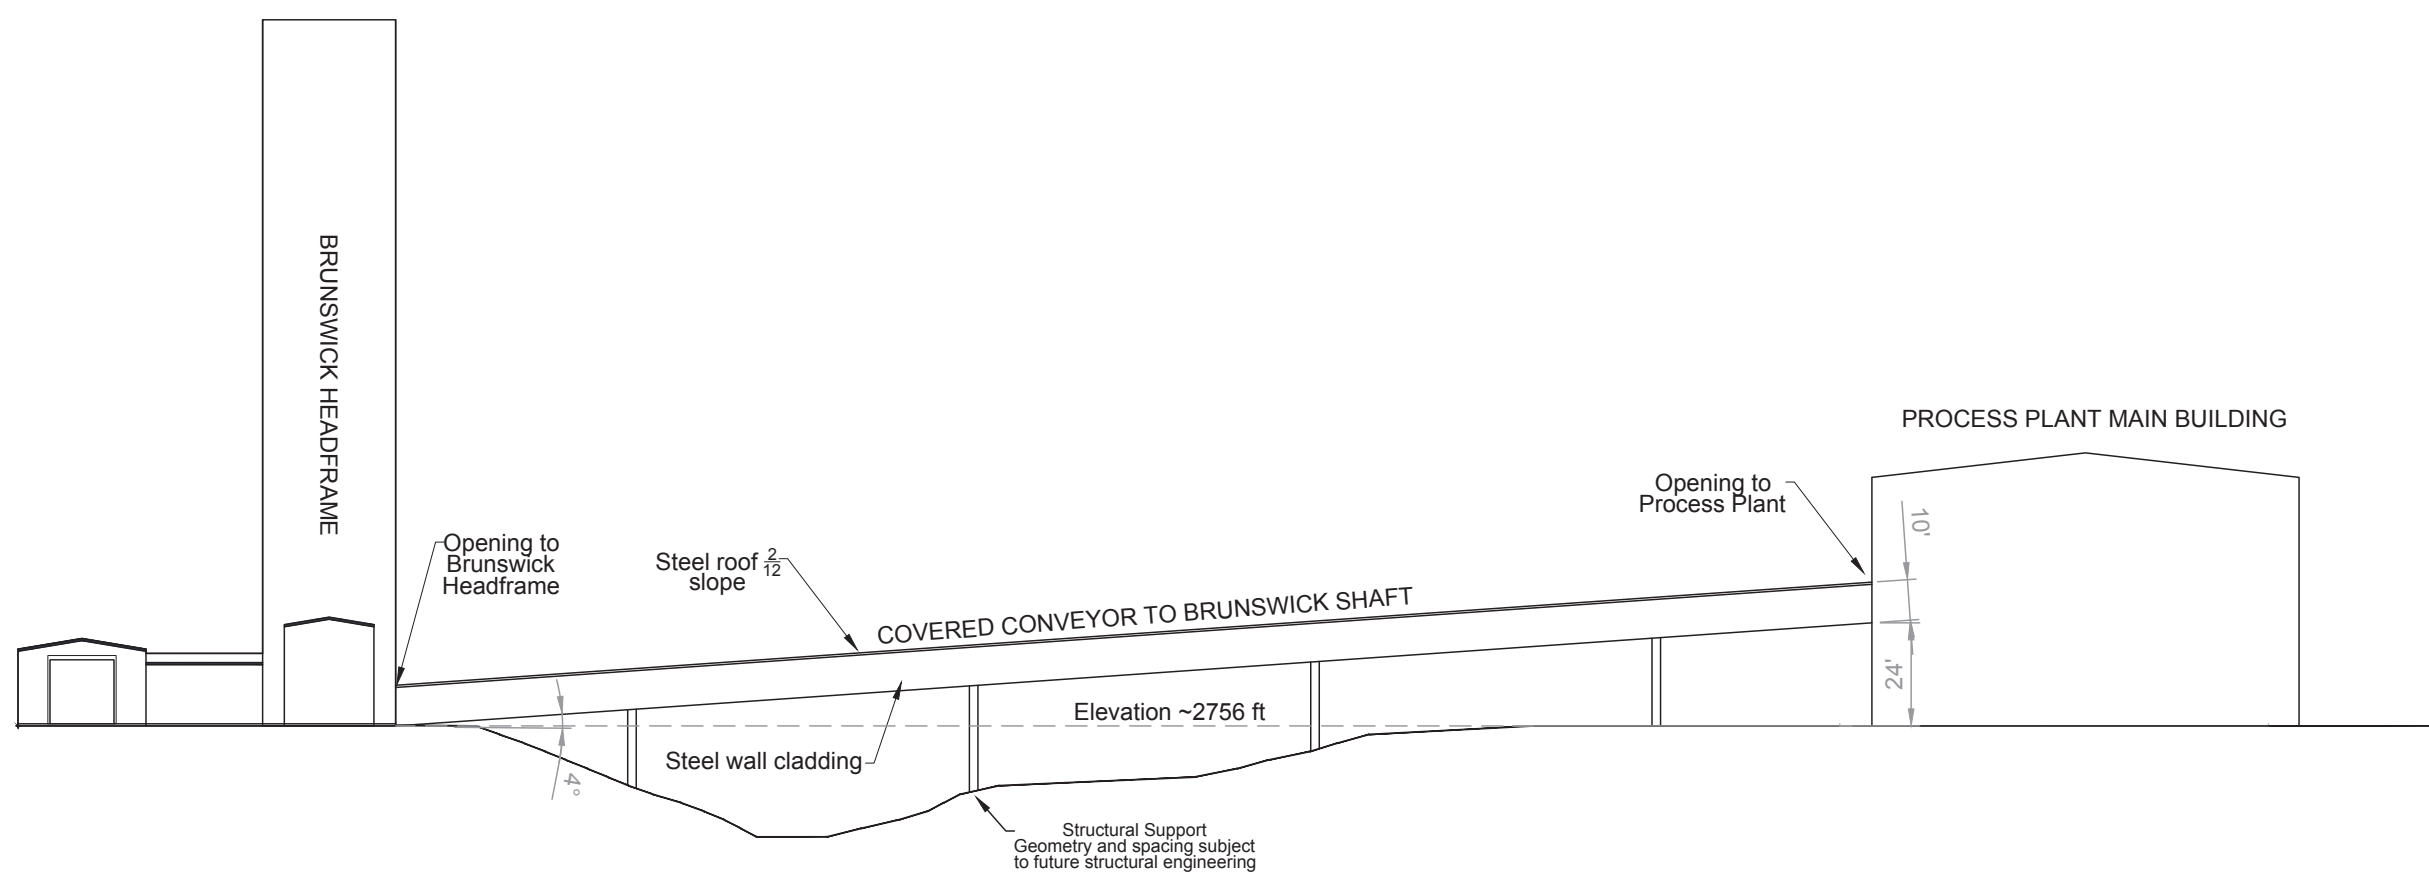 BRUNSWICK HEADFRAME
PROCESS PLANT MAIN BUILDING
Opening to
Process Plant
10'
Opening to
Brunswick
Headframe
Steel roof 2/12
slope
COVERED CONVEYOR TO BRUNSWICK SHAFT
24'
Elevation ~2756 ft
Steel wall cladding
4°
Structural Support
Geometry and spacing subject
to future structural engineering